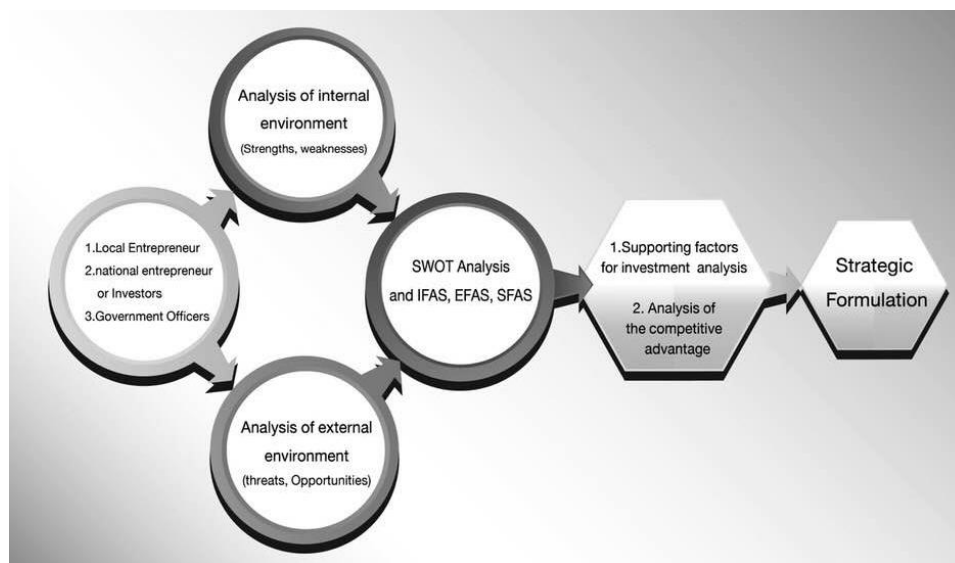 Analysis of internal
environment
(Strengths, weaknesses)
1.Local Entrepreneur
2.national entrepreneur
or Investors
3.Government Officers
SWOT Analysis
and IFAS, EFAS, SFAS
Analysis of external
environment
(threats, Opportunities)
1.Supporting factors
for investment analysis
2. Analysis of
the competitive
advantage
Strategic
Formulation